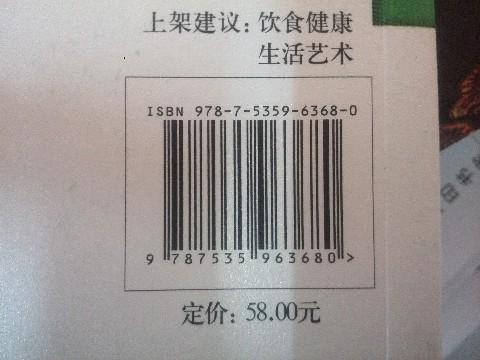 上架建议：饮食健康
生活艺术
ISBN 978-7-5359-6368-0
9 787535 963680 >
定价：58.00元